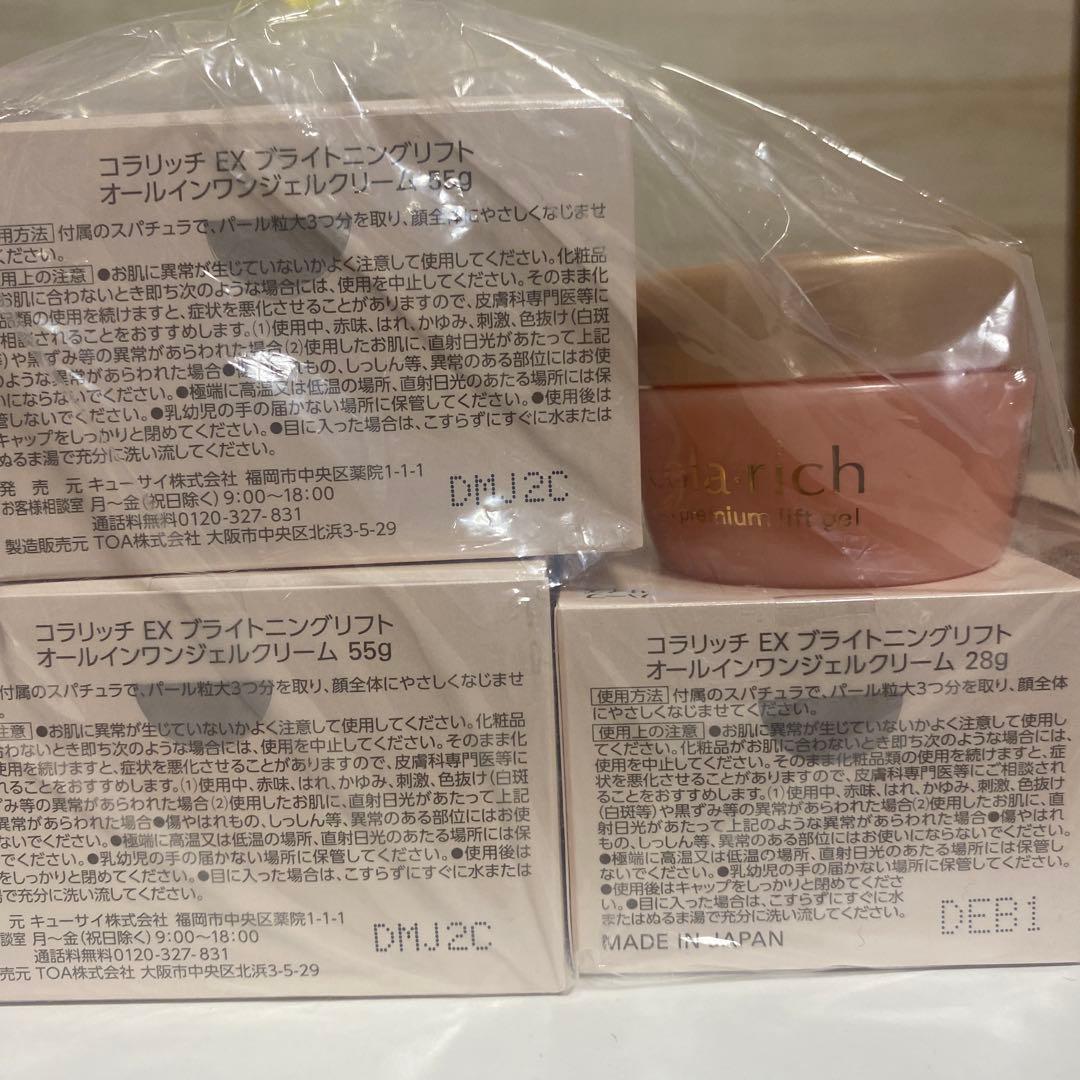 コラリッチ EX ブライトニングリフト
オールインワンジェルクリーム 55g
用方法 付属のスパチュラで、パール粒大3つ分を取り、顔全体にやさしくなじませ
ください。
用上の注意 ●お肌に異常が生じていないかよく注意して使用してください。化粧品
お肌に合わないとき即ち次のような場合には、使用を中止してください。そのまま化
品類の使用を続けますと、症状を悪化させることがありますので、皮膚科専門医等に
相談されることをおすすめします。(1)使用中、赤味、はれ、かゆみ、刺激、色抜け(白斑
等)や黒ずみ等の異常があらわれた場合(2)使用したお肌に、直射日光があたって上記
のような異常があらわれた場合●傷やはれもの、しっしん等、異常のある部位にはお使
いにならないでください。●極端に高温又は低温の場所、直射日光のあたる場所には保
管しないでください。●乳幼児の手の届かない場所に保管してください。●使用後は
キャップをしっかりと閉めてください。●目に入った場合は、こすらずにすぐに水または
ぬるま湯で充分に洗い流してください。
発 売 元 キューサイ株式会社 福岡市中央区薬院1-1-1
お客様相談室 月～金(祝日除く) 9:00～18:00
通話料無料0120-327-831
製造販売元 TOA株式会社 大阪市中央区北浜3-5-29
DMJ2C
la·rich
premium lift gel
コラリッチ EX ブライトニングリフト
オールインワンジェルクリーム 55g
付属のスパチュラで、パール粒大3つ分を取り、顔全体にやさしくなじませ
。
注意 ●お肌に異常が生じていないかよく注意して使用してください。化粧品
合わないとき即ち次のような場合には、使用を中止してください。そのまま化
使用を続けますと、症状を悪化させることがありますので、皮膚科専門医等に
れることをおすすめします。(1)使用中、赤味、はれ、かゆみ、刺激、色抜け(白斑
ずみ等の異常があらわれた場合(2)使用したお肌に、直射日光があたって上記
異常があらわれた場合●傷やはれもの、しっしん等、異常のある部位にはお使
ないでください。●極端に高温又は低温の場所、直射日光のあたる場所には保
いでください。●乳幼児の手の届かない場所に保管してください。●使用後は
をしっかりと閉めてください。●目に入った場合は、こすらずにすぐに水または
湯で充分に洗い流してください。
元 キューサイ株式会社 福岡市中央区薬院1-1-1
談室 月～金(祝日除く) 9:00～18:00
通話料無料0120-327-831
売元 TOA株式会社 大阪市中央区北浜3-5-29
DMJ2C
コラリッチ EX ブライトニングリフト
オールインワンジェルクリーム 28g
使用方法 付属のスパチュラで、パール粒大3つ分を取り、顔全体
にやさしくなじませてください。
使用上の注意 ●お肌に異常が生じていないかよく注意して使用し
てください。化粧品がお肌に合わないとき即ち次のような場合には、
使用を中止してください。そのまま化粧品類の使用を続けますと、症
状を悪化させることがありますので、皮膚科専門医等にご相談され
ることをおすすめします。(1)使用中、赤味、はれ、かゆみ、刺激、色抜け
(白斑等)や黒ずみ等の異常があらわれた場合(2)使用したお肌に、直
射日光があたって上記のような異常があらわれた場合●傷やはれ
もの、しっしん等、異常のある部位にはお使いにならないでください。
●極端に高温又は低温の場所、直射日光のあたる場所には保管し
ないでください。●乳幼児の手の届かない場所に保管してください。
●使用後はキャップをしっかりと閉めてくださ
い。●目に入った場合は、こすらずにすぐに水
またはぬるま湯で充分に洗い流してください。
MADE IN JAPAN
DEB1